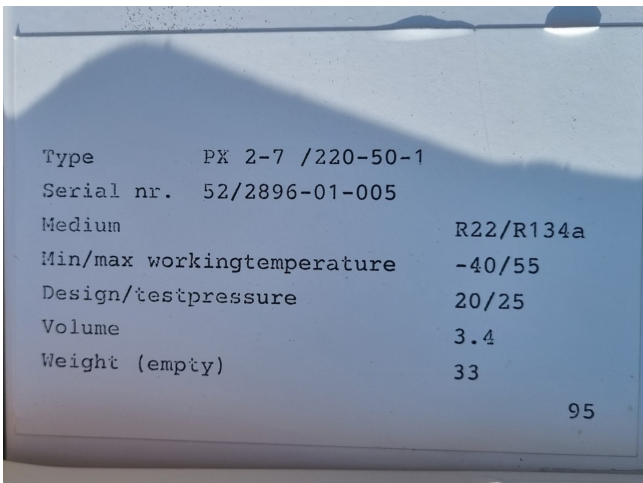 Type PX 2-7 /220-50-1
Serial nr. 52/2896-01-005
Medium R22/R134a
Min/max workingtemperature -40/55
Design/testpressure 20/25
Volume 3.4
Weight (empty) 33
95